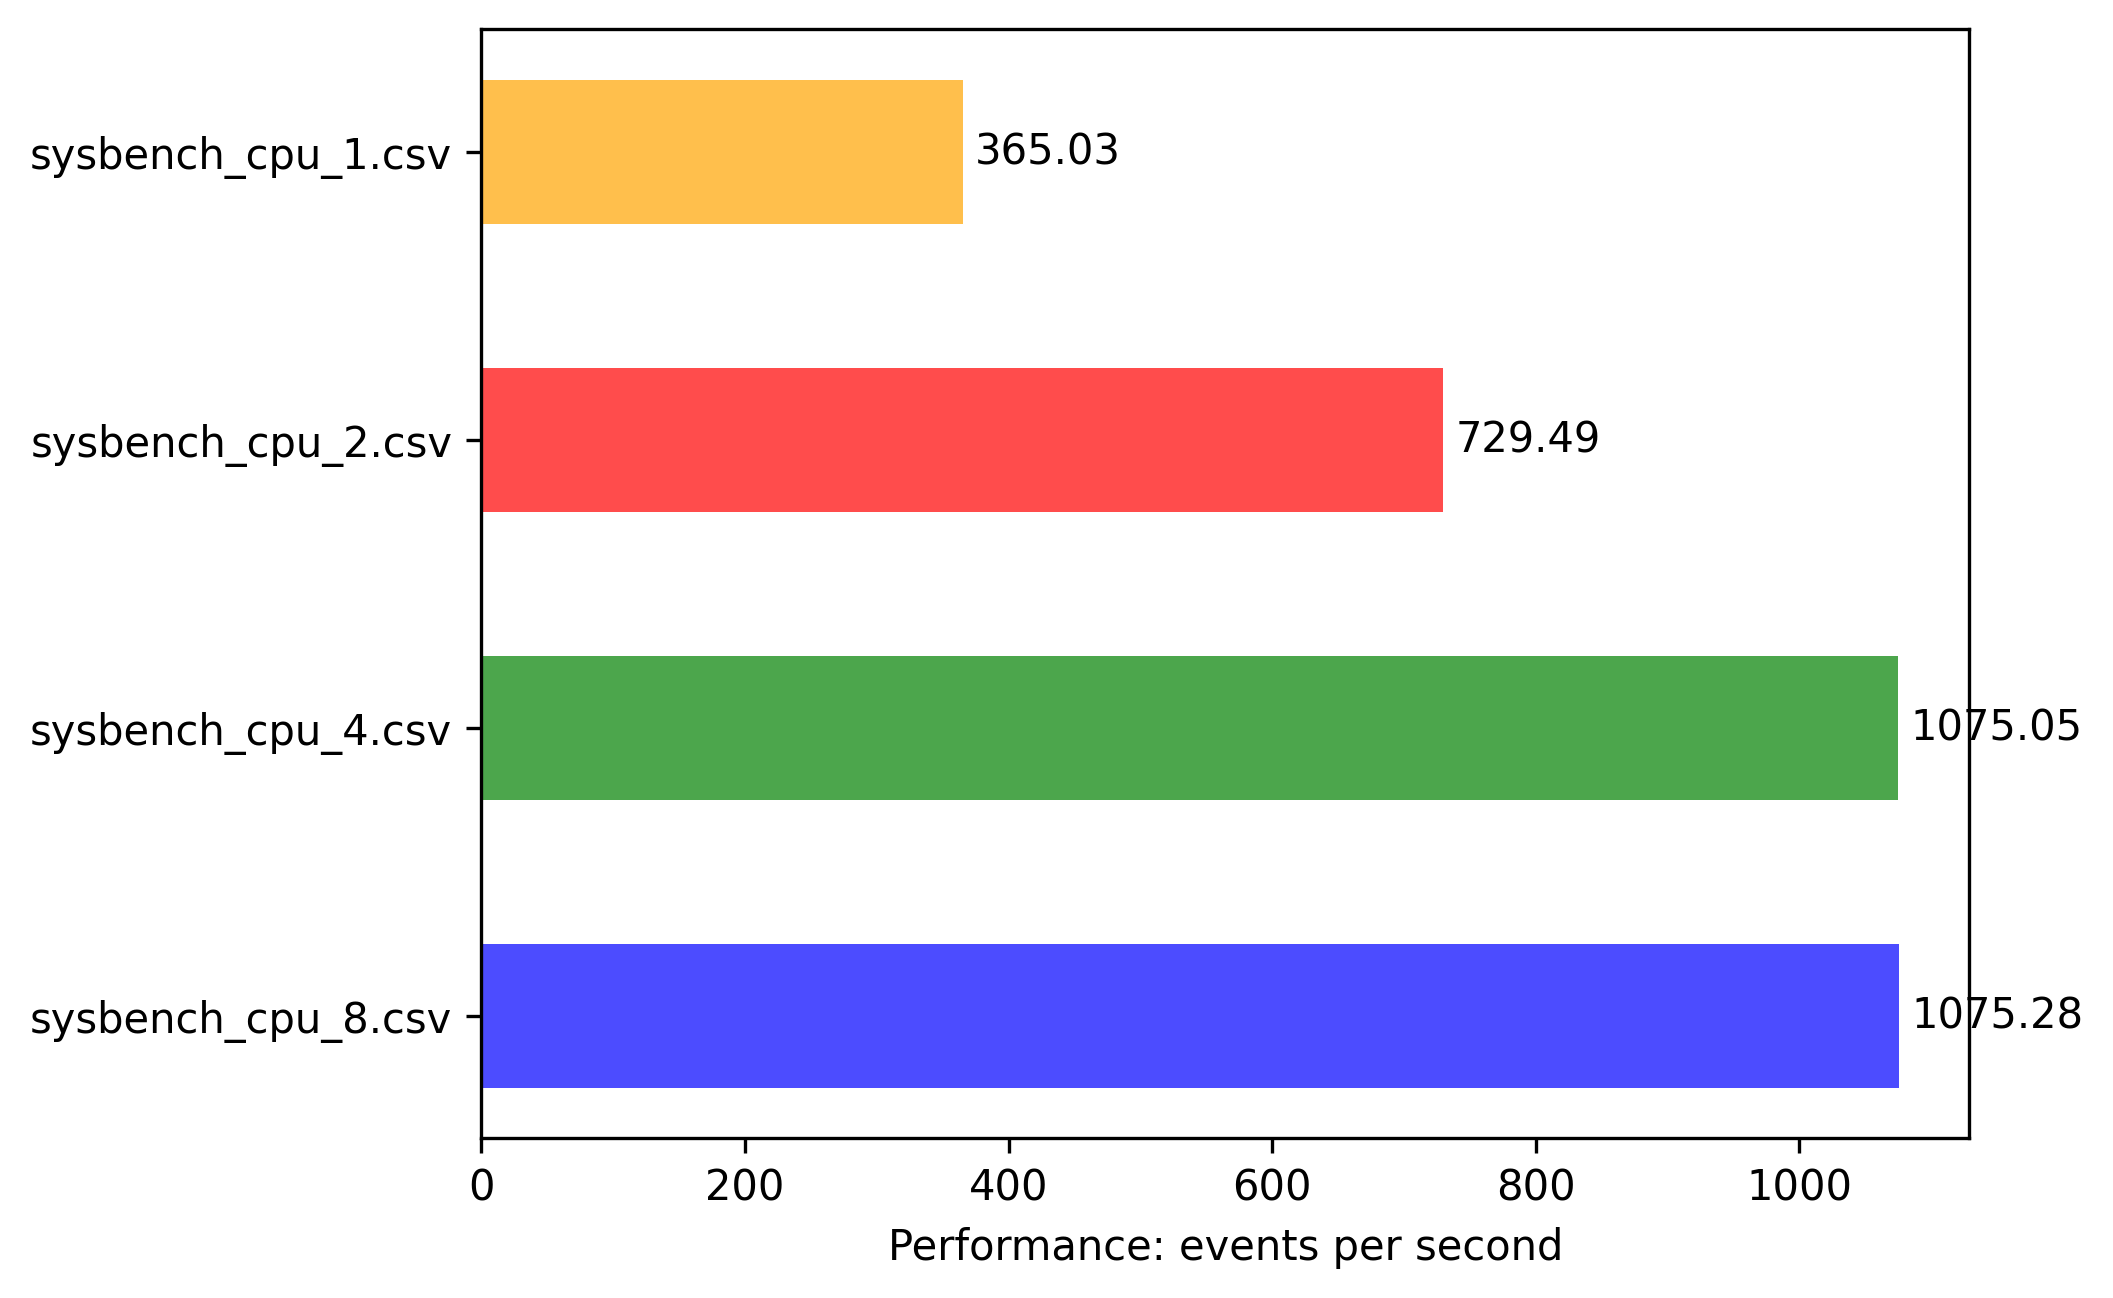 sysbench_cpu_1.csv
365.03
sysbench_cpu_2.csv
729.49
sysbench_cpu_4.csv
1075.05
sysbench_cpu_8.csv
1075.28
0 200 400 600 800 1000
Performance: events per second